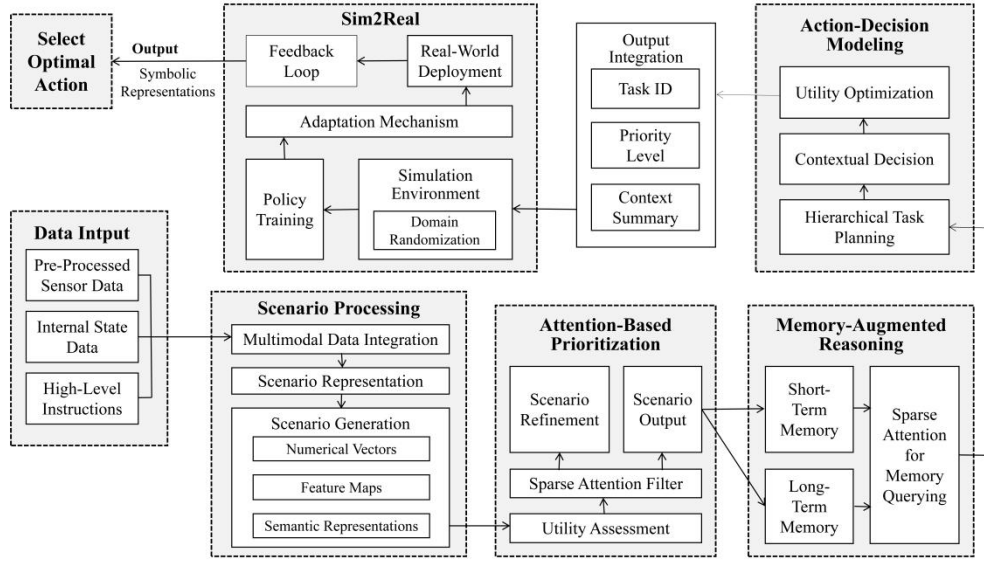 Select
Optimal
Action
Output
Symbolic
Representations
Sim2Real
Feedback
Loop
Real-World
Deployment
Adaptation Mechanism
Policy
Training
Simulation
Environment
Domain
Randomization
Output
Integration
Task ID
Priority
Level
Context
Summary
Action-Decision
Modeling
Utility Optimization
Contextual Decision
Hierarchical Task
Planning
Data Intput
Pre-Processed
Sensor Data
Internal State
Data
High-Level
Instructions
Scenario Processing
Multimodal Data Integration
Scenario Representation
Scenario Generation
Numerical Vectors
Feature Maps
Semantic Representations
Attention-Based
Prioritization
Scenario
Refinement
Scenario
Output
Sparse Attention Filter
Utility Assessment
Memory-Augmented
Reasoning
Short-
Term
Memory
Long-
Term
Memory
Sparse
Attention
for
Memory
Querying